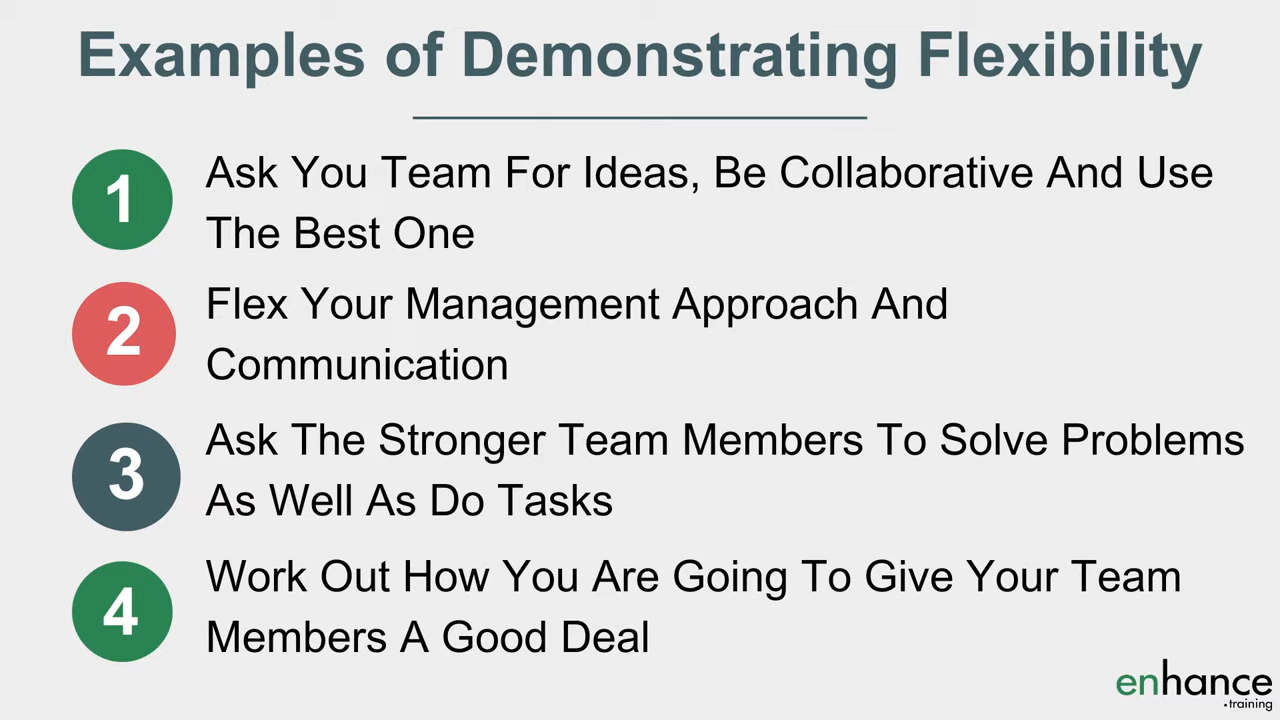 Examples of Demonstrating Flexibility
1
Ask You Team For Ideas, Be Collaborative And Use
The Best One
2
Flex Your Management Approach And
Communication
3
Ask The Stronger Team Members To Solve Problems
As Well As Do Tasks
4
Work Out How You Are Going To Give Your Team
Members A Good Deal
enhance
.training